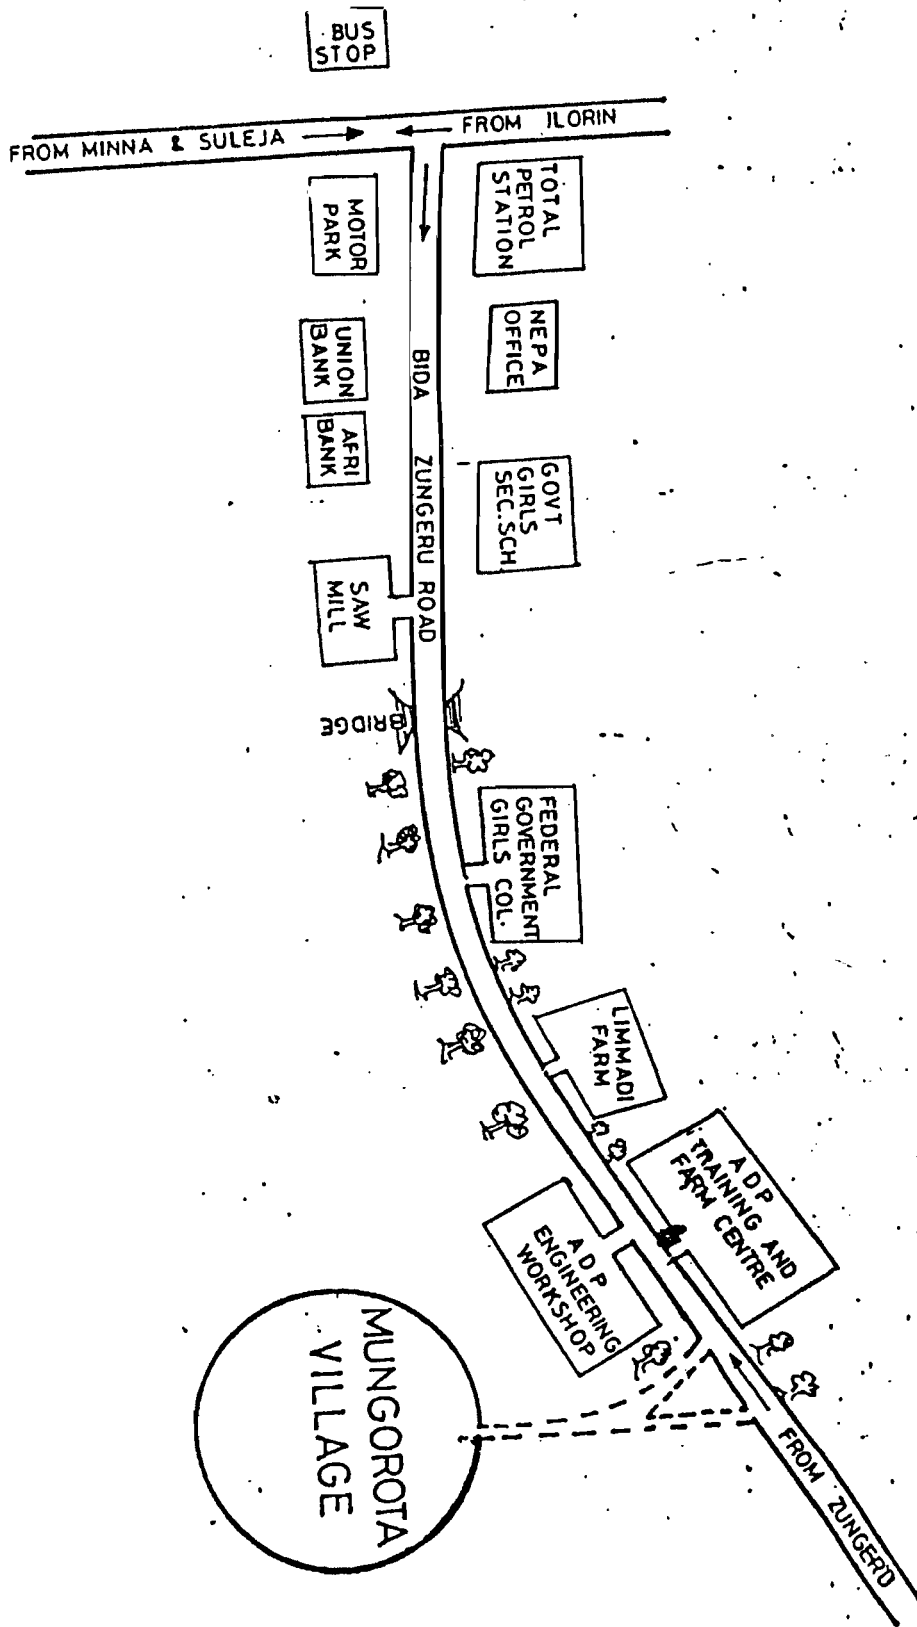 BUS
STOP
FROM MINNA & SULEJA
FROM ILORIN
MOTOR
PARK
TOTAL
PETROL
STATION
UNION
BANK
NEPA
OFFICE
AFRI
BANK
BIDA ZUNGERU ROAD
GOVT
GIRLS
SEC.SCH
SAW
MILL
BRIDGE
FEDERAL
GOVERNMENT
GIRLS COL.
LIMMADI
FARM
ADP
TRAINING AND
FARM CENTRE
ADP
ENGINEERING
WORKSHOP
MUNGOROTA
VILLAGE
FROM ZUNGERU